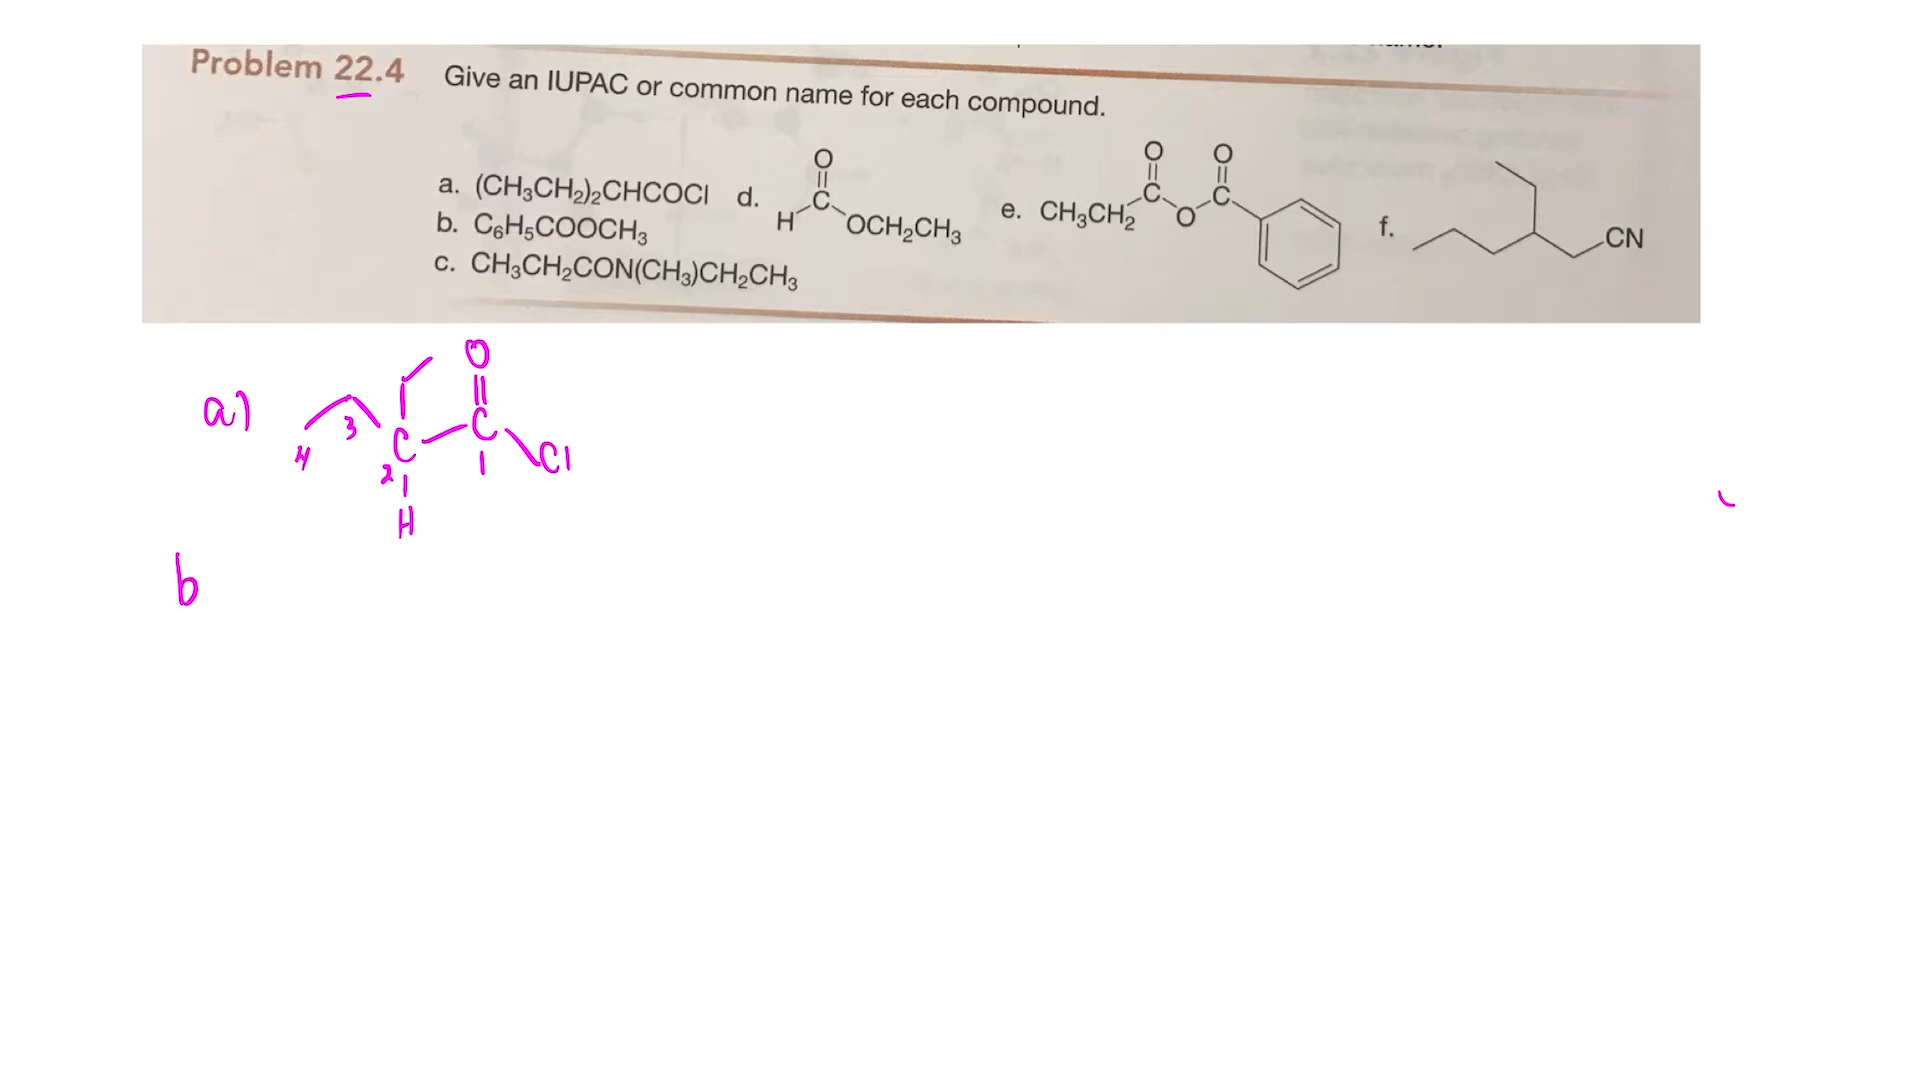 Problem 22.4 Give an IUPAC or common name for each compound.
a. (CH₃CH₂)₂CHCOCl
b. C₆H₅COOCH₃
c. CH₃CH₂CON(CH₃)CH₂CH₃
d.
O
C
H
OCH₂CH₃
e. CH₃CH₂
O O
C C
O
f.
CN
a)
O
4 3 C C Cl
2 1
H
b